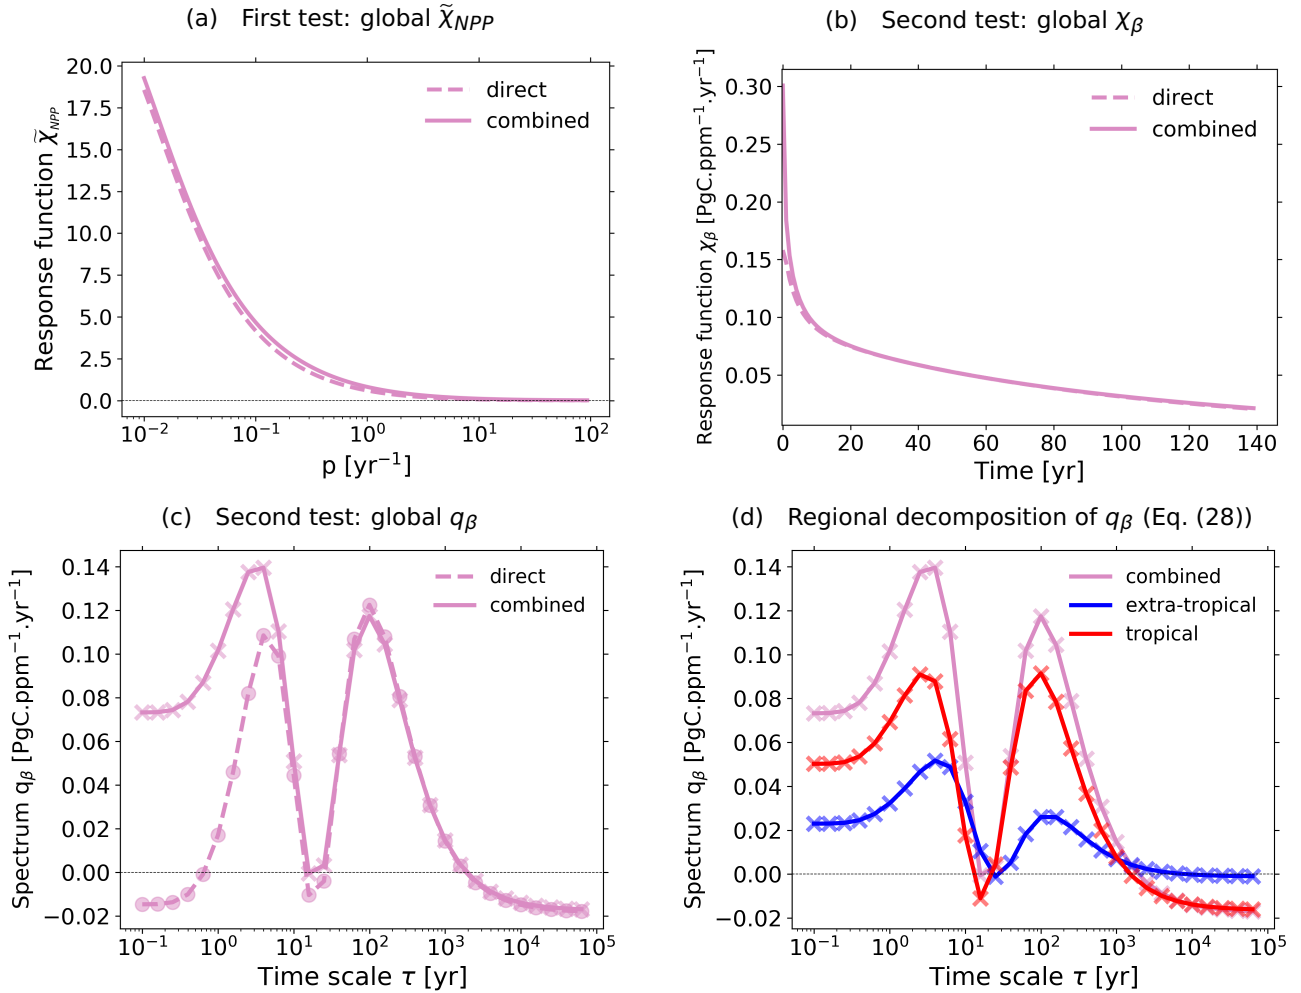 (a) First test: global χ̃NPP
20.0
17.5
15.0
12.5
10.0
7.5
5.0
2.5
0.0
Response function χ̃NPP
direct
combined
10⁻² 10⁻¹ 10⁰ 10¹ 10²
p [yr⁻¹]
(b) Second test: global χβ
0.30
0.25
0.20
0.15
0.10
0.05
Response function χβ [PgC.ppm⁻¹.yr⁻¹]
direct
combined
0 20 40 60 80 100 120 140
Time [yr]
(c) Second test: global qβ
0.14
0.12
0.10
0.08
0.06
0.04
0.02
0.00
−0.02
Spectrum qβ [PgC.ppm⁻¹.yr⁻¹]
direct
combined
10⁻¹ 10⁰ 10¹ 10² 10³ 10⁴ 10⁵
Time scale τ [yr]
(d) Regional decomposition of qβ (Eq. (28))
0.14
0.12
0.10
0.08
0.06
0.04
0.02
0.00
−0.02
Spectrum qβ [PgC.ppm⁻¹.yr⁻¹]
combined
extra-tropical
tropical
10⁻¹ 10⁰ 10¹ 10² 10³ 10⁴ 10⁵
Time scale τ [yr]